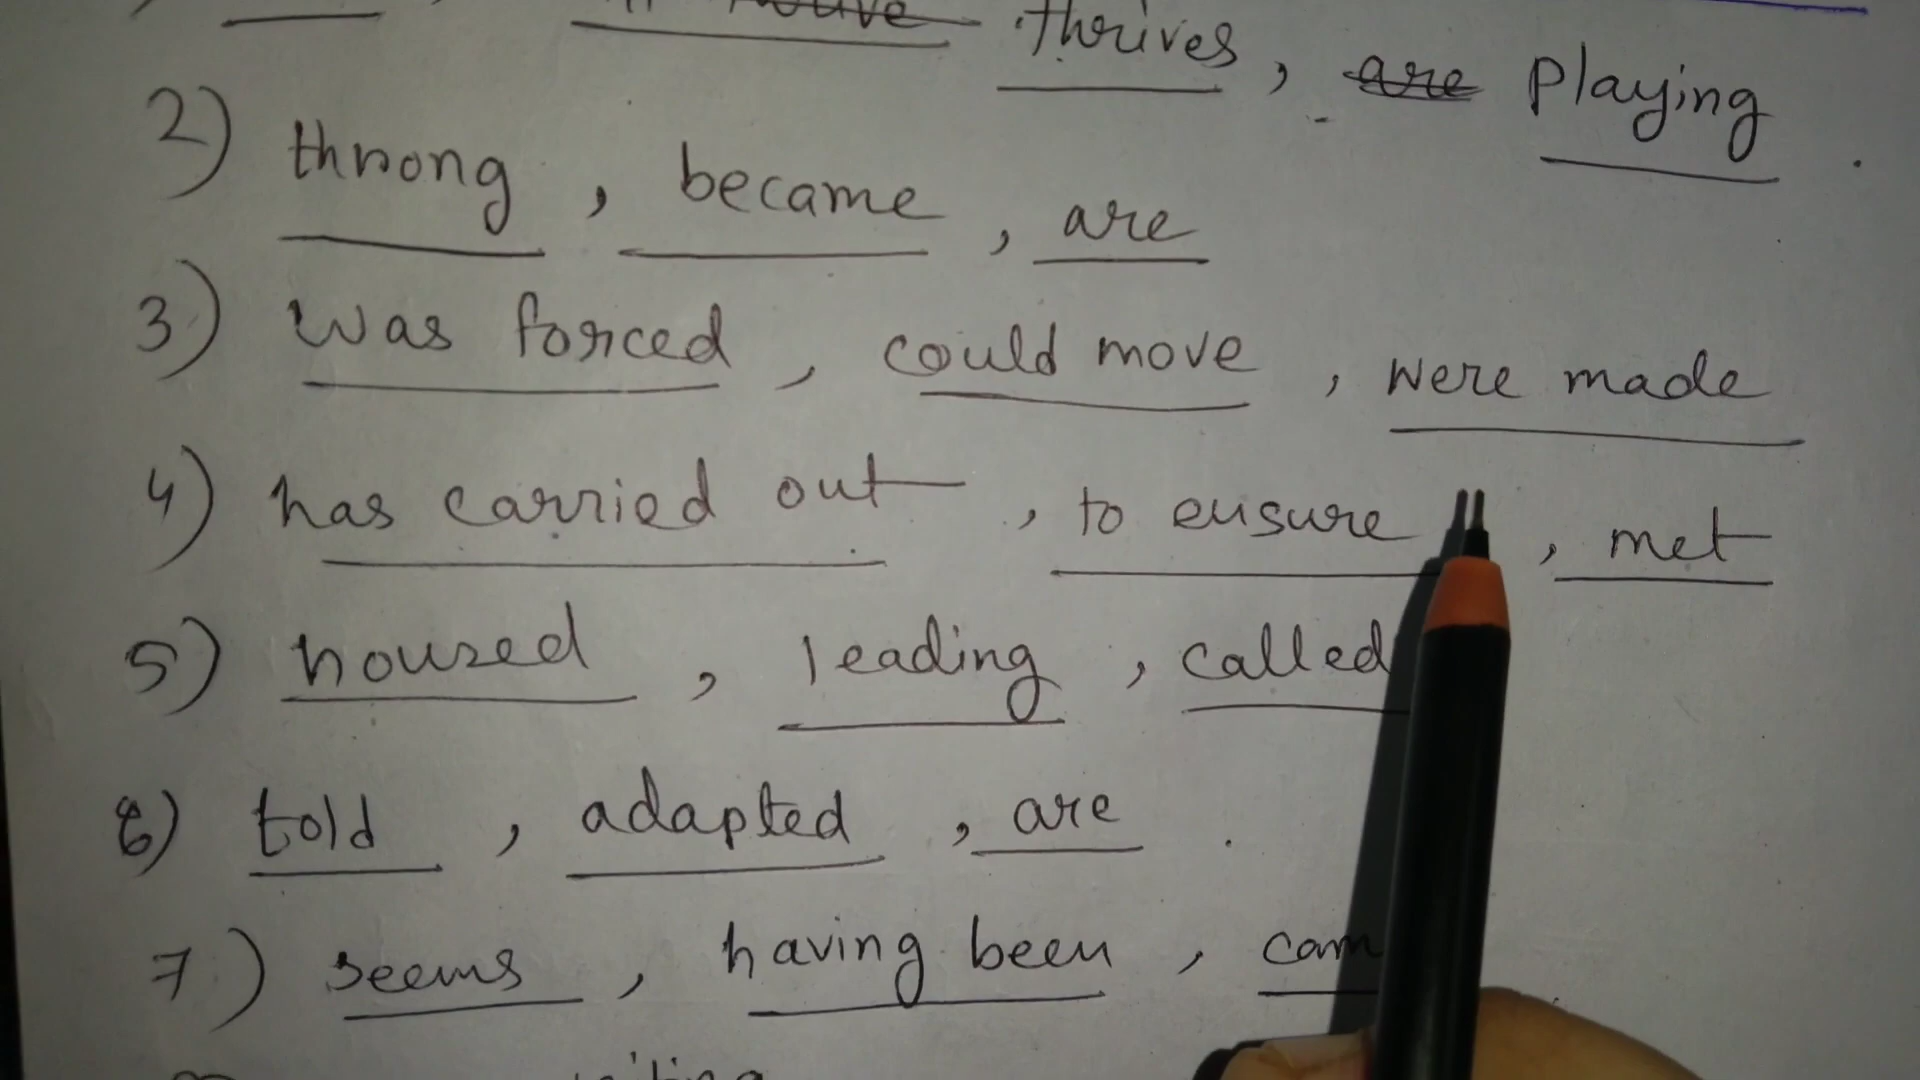 thrives, are playing
2) throng, became, are
3) was forced, could move, were made
4) has carried out, to ensure, met
5) housed, leading, called
6) told, adapted, are.
7) seems, having been,